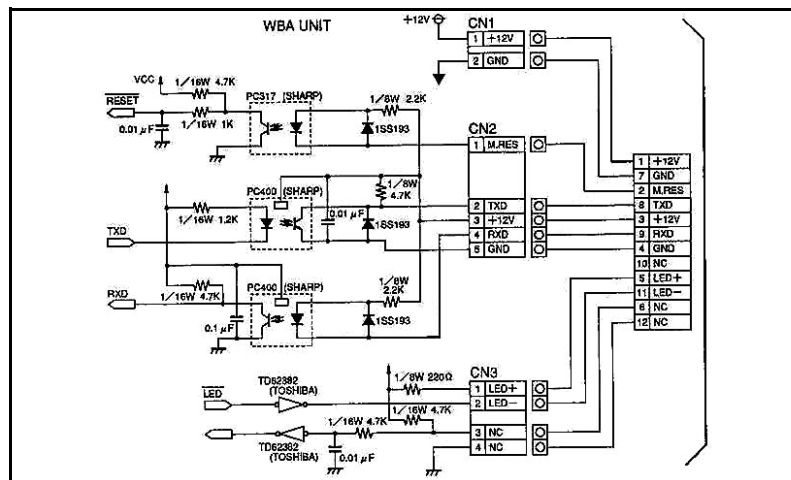 WBA UNIT
+12V
CN1
1 +12V
2 GND
VCC
1/16W 4.7K
PC317 (SHARP)
1/8W 2.2K
RESET
0.01 μF
1/16W 1K
1SS193
CN2
1 M.RES
PC400 (SHARP)
1/8W
4.7K
1/16W 1.2K
0.01 μF
1SS193
TXD
2 TXD
3 +12V
4 RXD
5 GND
1 +12V
7 GND
2 M.RES
8 TXD
3 +12V
9 RXD
4 GND
10 NC
5 LED+
11 LED-
6 NC
12 NC
RXD
1/16W 4.7K
PC400 (SHARP)
1/8W
2.2K
0.1 μF
1SS193
CN3
1/8W 220Ω
1 LED+
2 LED-
3 NC
4 NC
LED
TD62382
(TOSHIBA)
1/16W 4.7K
1/16W 4.7K
TD62382
(TOSHIBA)
0.01 μF